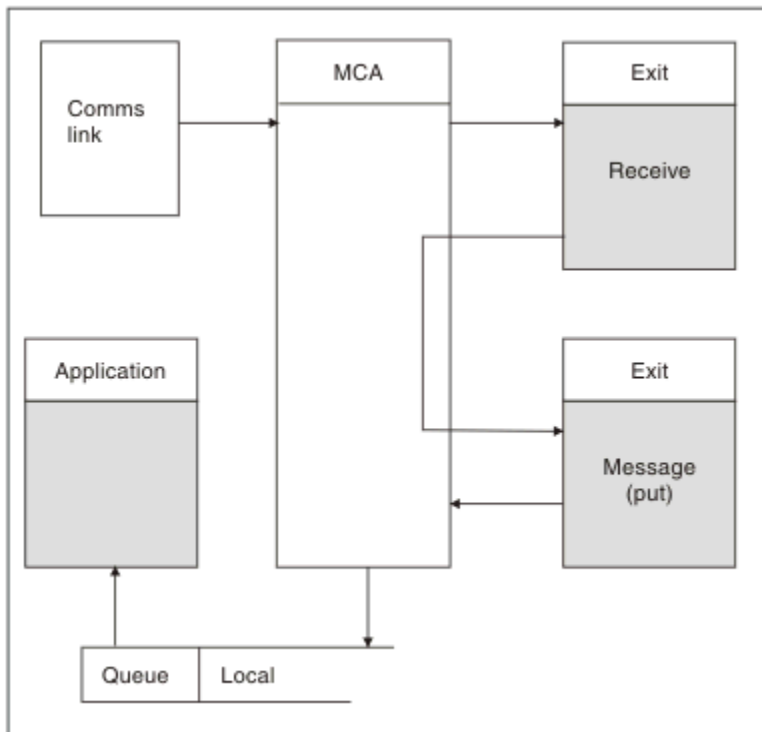 Comms
link
MCA
Exit
Receive
Application
Exit
Message
(put)
Queue
Local